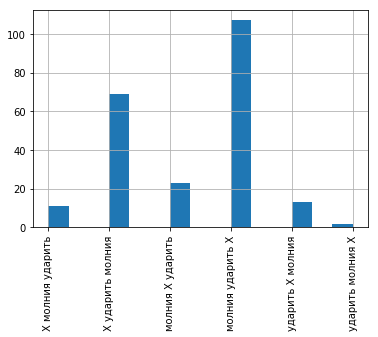 100
80
60
40
20
0
X молния ударить
X ударить молния
молния X ударить
молния ударить X
ударить X молния
ударить молния X